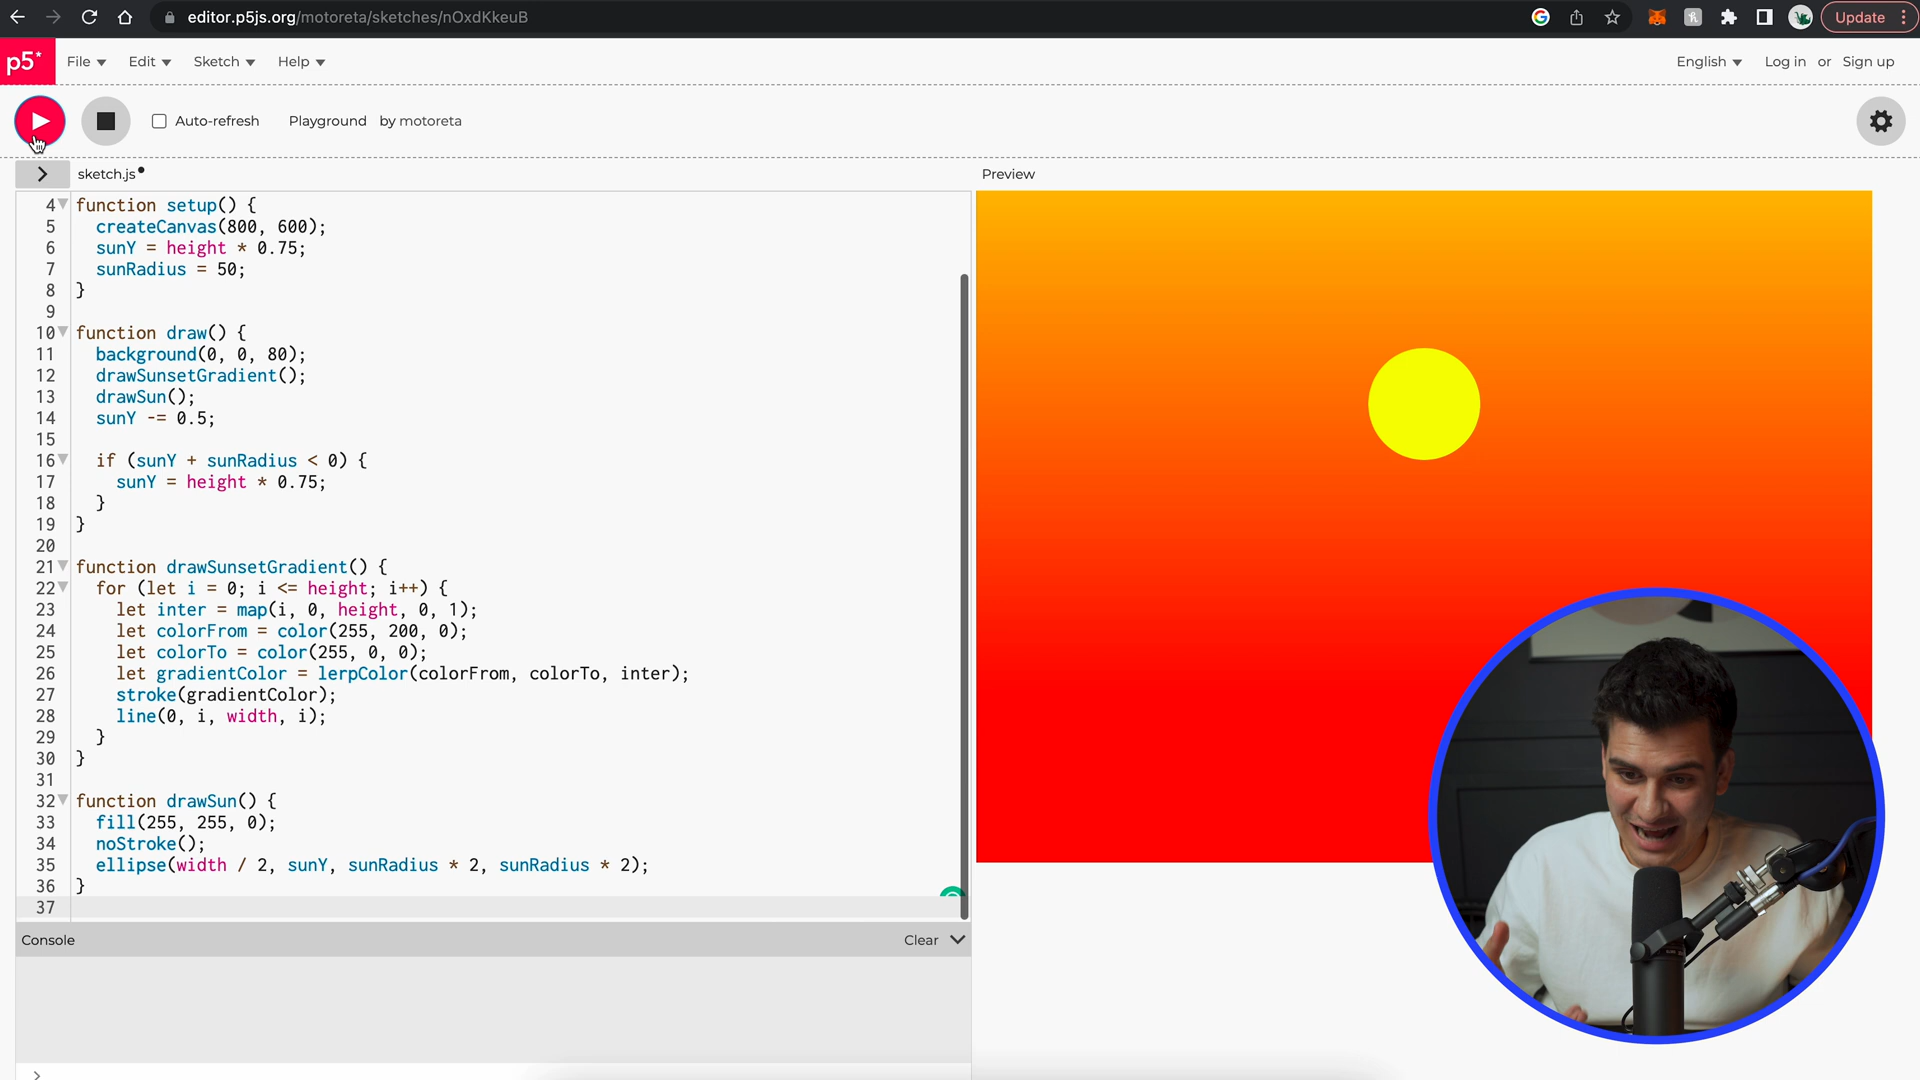 editor.p5js.org/motoreta/sketches/nOxdKkeuB
Update
p5*
File
Edit
Sketch
Help
English
Log in or Sign up
Auto-refresh
Playground by motoreta
sketch.js
Preview
4 function setup() {
5 createCanvas(800, 600);
6 sunY = height * 0.75;
7 sunRadius = 50;
8 }
9
10 function draw() {
11 background(0, 0, 80);
12 drawSunsetGradient();
13 drawSun();
14 sunY -= 0.5;
15
16 if (sunY + sunRadius < 0) {
17 sunY = height * 0.75;
18 }
19 }
20
21 function drawSunsetGradient() {
22 for (let i = 0; i <= height; i++) {
23 let inter = map(i, 0, height, 0, 1);
24 let colorFrom = color(255, 200, 0);
25 let colorTo = color(255, 0, 0);
26 let gradientColor = lerpColor(colorFrom, colorTo, inter);
27 stroke(gradientColor);
28 line(0, i, width, i);
29 }
30 }
31
32 function drawSun() {
33 fill(255, 255, 0);
34 noStroke();
35 ellipse(width / 2, sunY, sunRadius * 2, sunRadius * 2);
36 }
37
Console
Clear
>